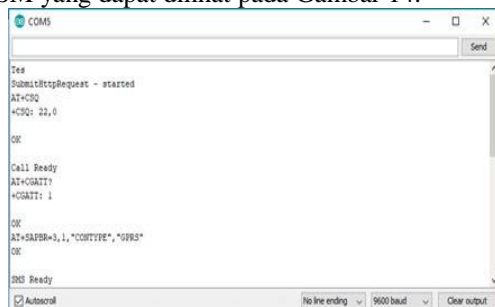 SM yang dapat dilihat pada Gambar 14.
COM5
Send
Tes
SubmitHttpRequest - started
AT+CSQ
+CSQ: 22,0
OK
Call Ready
AT+CGATT?
+CGATT: 1
OK
AT+SAPBR=3,1,"CONTYPE","GPRS"
OK
SMS Ready
Autoscroll
No line ending
9600 baud
Clear output